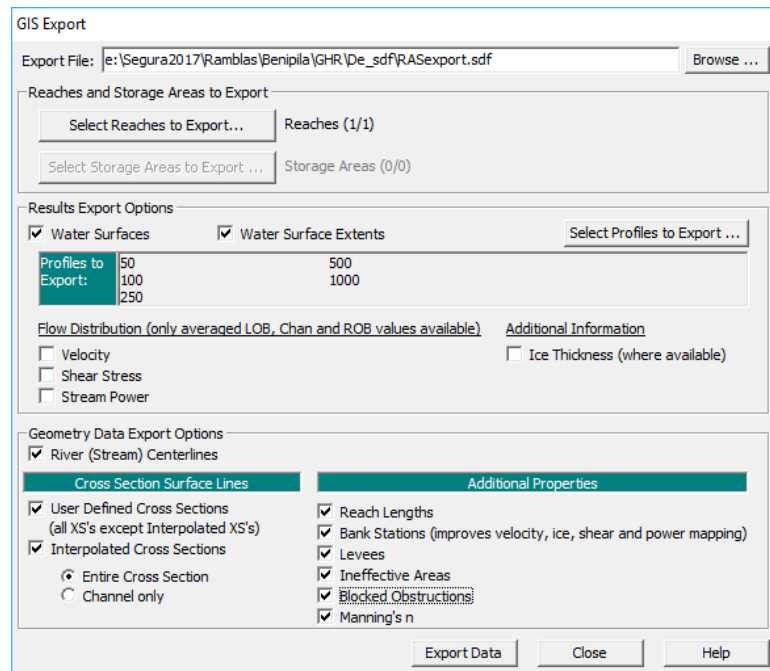 GIS Export
Export File: e:\Segura2017\Ramblas\Benipila\GHR\De_sdf\RASexport.sdf Browse ...
Reaches and Storage Areas to Export
Select Reaches to Export... Reaches (1/1)
Select Storage Areas to Export ... Storage Areas (0/0)
Results Export Options
Water Surfaces Water Surface Extents Select Profiles to Export ...
Profiles to 50 500
Export: 100 1000
250
Flow Distribution (only averaged LOB, Chan and ROB values available) Additional Information
Velocity Ice Thickness (where available)
Shear Stress
Stream Power
Geometry Data Export Options
River (Stream) Centerlines
Cross Section Surface Lines Additional Properties
User Defined Cross Sections Reach Lengths
(all XS's except Interpolated XS's) Bank Stations (improves velocity, ice, shear and power mapping)
Interpolated Cross Sections Levees
Entire Cross Section Ineffective Areas
Channel only Blocked Obstructions
Manning's n
Export Data Close Help